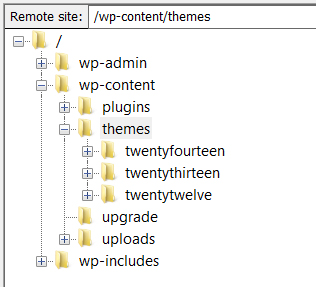 Remote site: /wp-content/themes
/
wp-admin
wp-content
plugins
themes
twentyfourteen
twentythirteen
twentytwelve
upgrade
uploads
wp-includes